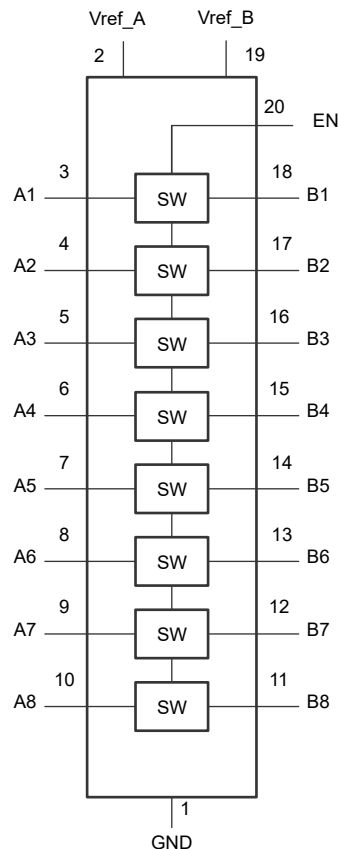 Vref_A Vref_B
2 19
20
EN
3 18
A1 SW B1
4 17
A2 SW B2
5 16
A3 SW B3
6 15
A4 SW B4
7 14
A5 SW B5
8 13
A6 SW B6
9 12
A7 SW B7
10 11
A8 SW B8
1
GND